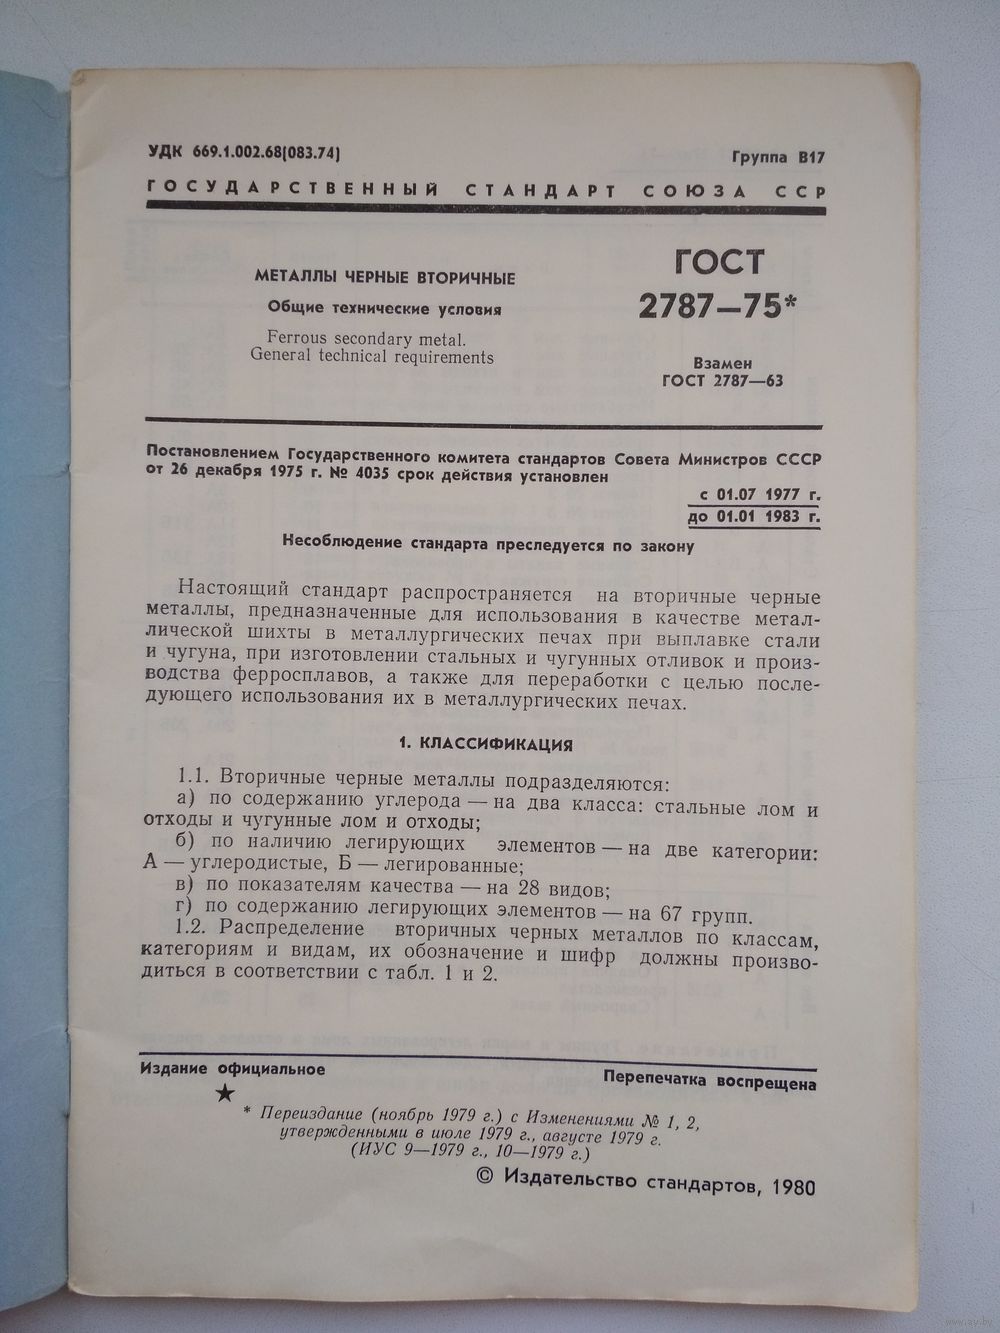 УДК 669.1.002.68(083.74)
Группа В17
ГОСУДАРСТВЕННЫЙ СТАНДАРТ СОЮЗА ССР
МЕТАЛЛЫ ЧЕРНЫЕ ВТОРИЧНЫЕ
Общие технические условия
Ferrous secondary metal.
General technical requirements
ГОСТ
2787—75*
Взамен
ГОСТ 2787—63
Постановлением Государственного комитета стандартов Совета Министров СССР
от 26 декабря 1975 г. № 4035 срок действия установлен
с 01.07 1977 г.
до 01.01 1983 г.
Несоблюдение стандарта преследуется по закону
Настоящий стандарт распространяется на вторичные черные
металлы, предназначенные для использования в качестве метал-
лической шихты в металлургических печах при выплавке стали
и чугуна, при изготовлении стальных и чугунных отливок и произ-
водства ферросплавов, а также для переработки с целью после-
дующего использования их в металлургических печах.
1. КЛАССИФИКАЦИЯ
1.1. Вторичные черные металлы подразделяются:
а) по содержанию углерода — на два класса: стальные лом и
отходы и чугунные лом и отходы;
б) по наличию легирующих элементов — на две категории:
А — углеродистые, Б — легированные;
в) по показателям качества — на 28 видов;
г) по содержанию легирующих элементов — на 67 групп.
1.2. Распределение вторичных черных металлов по классам,
категориям и видам, их обозначение и шифр должны произво-
диться в соответствии с табл. 1 и 2.
Издание официальное
Перепечатка воспрещена
* Переиздание (ноябрь 1979 г.) с Изменениями № 1, 2,
утвержденными в июле 1979 г., августе 1979 г.
(ИУС 9—1979 г., 10—1979 г.)
© Издательство стандартов, 1980
www.ay.by